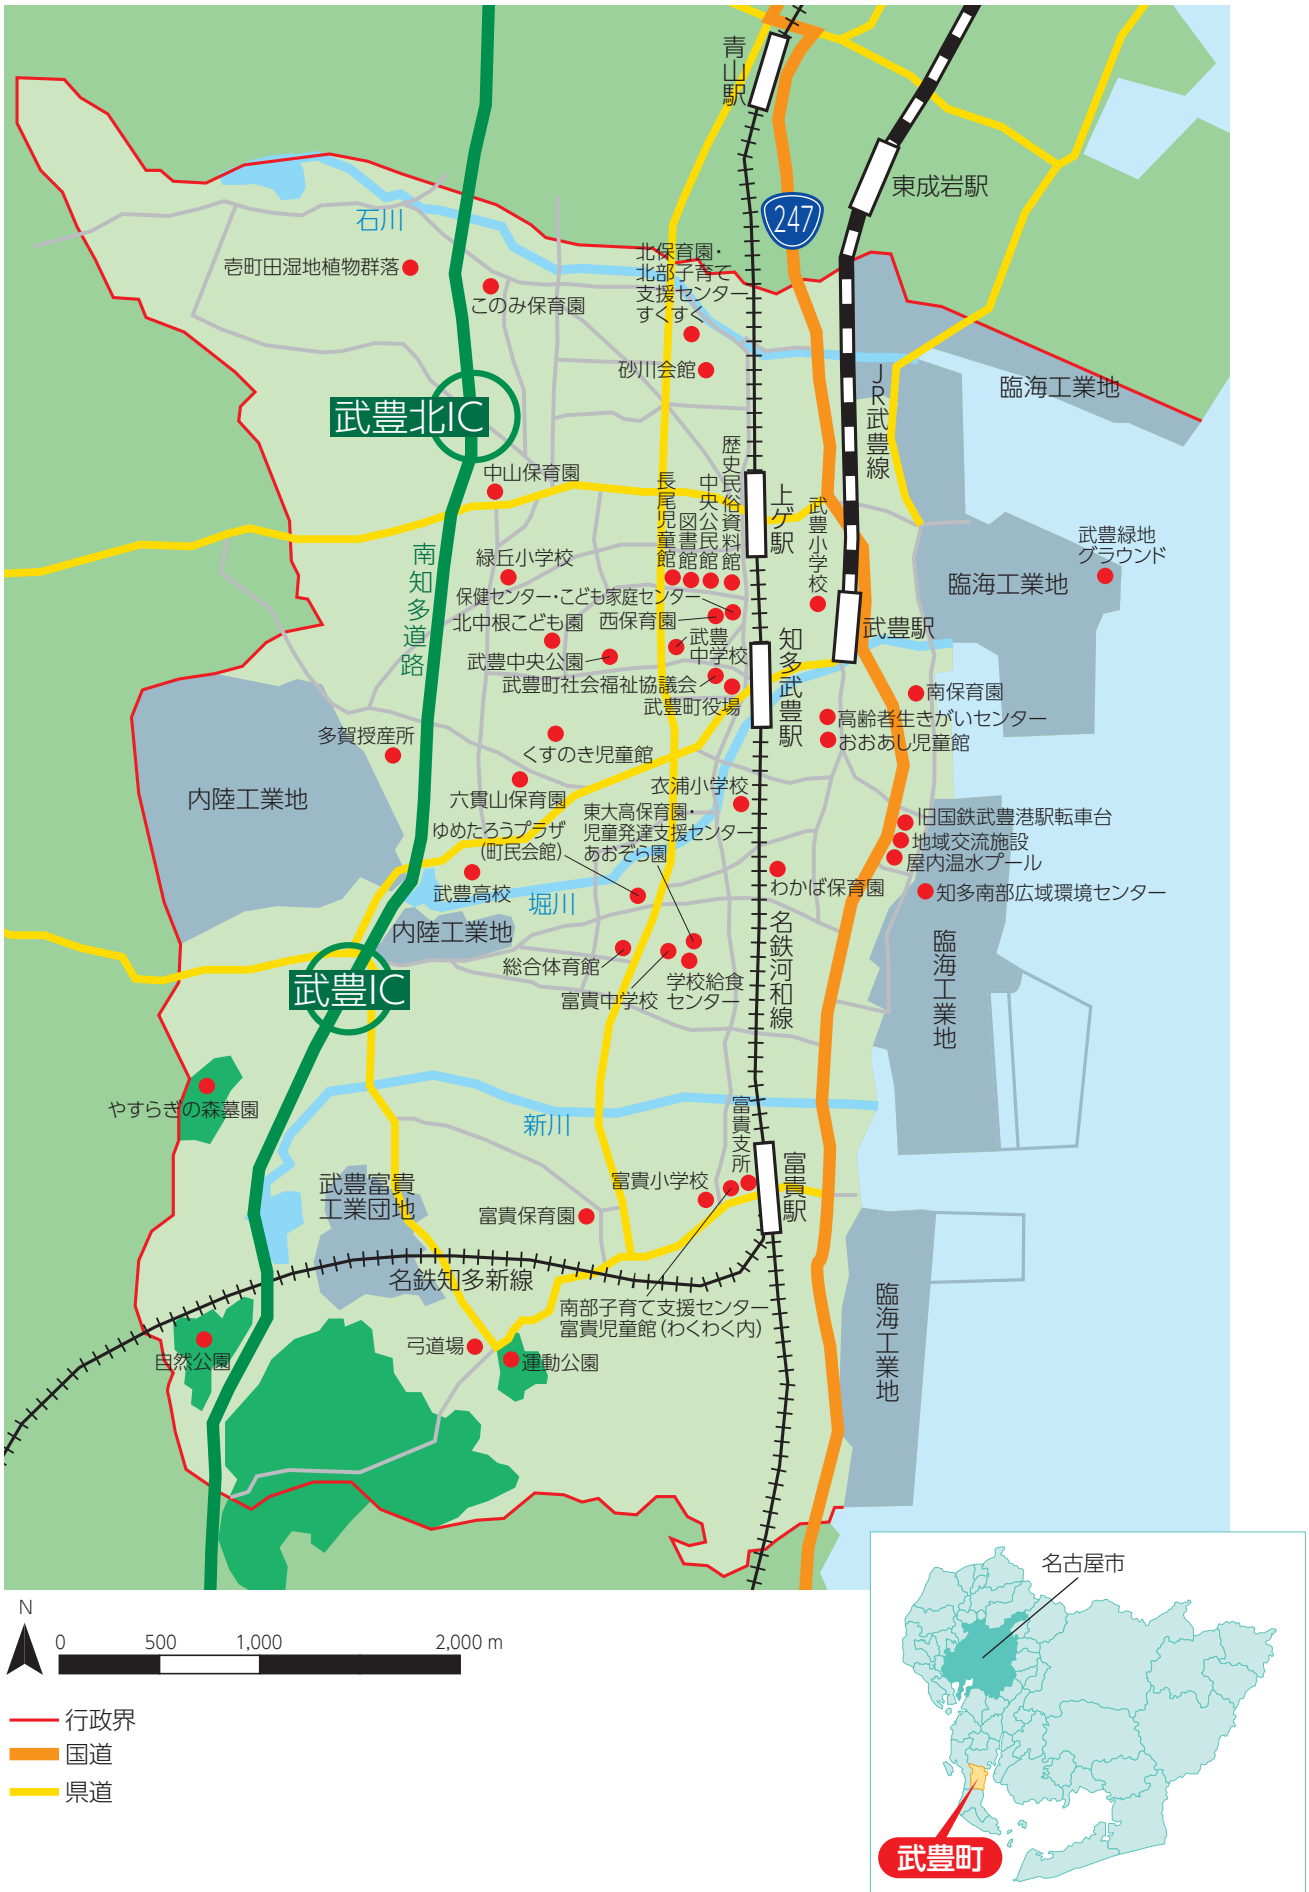 青山駅
東成岩駅
247
石川
壱町田湿地植物群落
このみ保育園
北保育園・
北部子育て
支援センター
すくすく
砂川会館
JR武豊線
臨海工業地
武豊北IC
中山保育園
長尾児童館
図書館
中央公民館
歴史民俗資料館
上ゲ駅
武豊小学校
武豊緑地
グラウンド
臨海工業地
南知多道路
緑丘小学校
保健センター・こども家庭センター
北中根こども園
西保育園
武豊
中学校
武豊中央公園
武豊町社会福祉協議会
武豊町役場
知多武豊駅
武豊駅
南保育園
高齢者生きがいセンター
おおあし児童館
多賀授産所
くすのき児童館
内陸工業地
六貫山保育園
衣浦小学校
東大高保育園・
児童発達支援センター
あおぞら園
ゆめたろうプラザ
(町民会館)
旧国鉄武豊港駅転車台
地域交流施設
屋内温水プール
知多南部広域環境センター
武豊高校
堀川
わかば保育園
内陸工業地
名鉄河和線
臨海工業地
総合体育館
富貴中学校
学校給食
センター
武豊IC
やすらぎの森墓園
新川
富貴支所
武豊富貴
工業団地
富貴小学校
富貴保育園
富貴駅
名鉄知多新線
南部子育て支援センター
富貴児童館(わくわく内)
臨海工業地
弓道場
運動公園
自然公園
N
0 500 1,000 2,000 m
行政界
国道
県道
名古屋市
武豊町